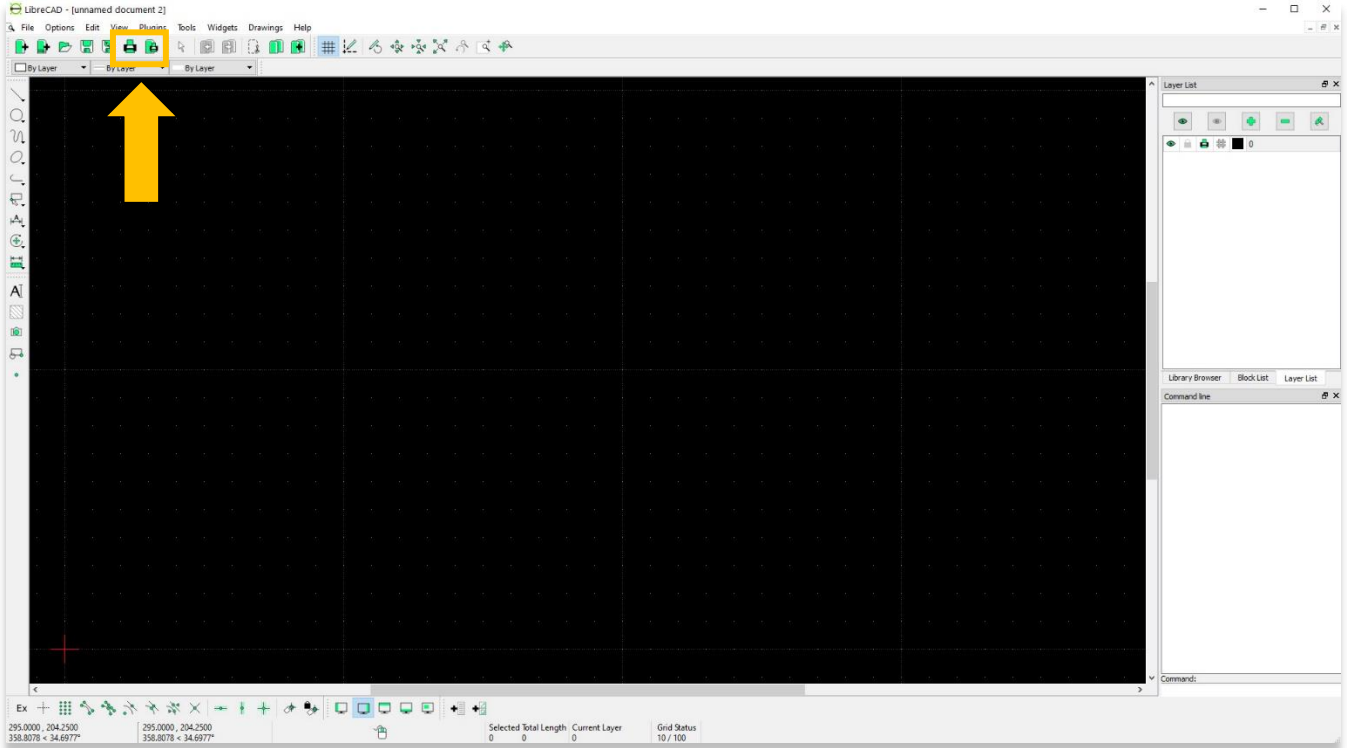 LibreCAD - [unnamed document 2]
File Options Edit View Plugins Tools Widgets Drawings Help
By Layer By Layer By Layer
Layer List
0
A
Library Browser Block List Layer List
Command line
Command:
Ex
295.0000 , 204.2500 295.0000 , 204.2500 Selected Total Length Current Layer Grid Status
358.8078 < 34.6977° 358.8078 < 34.6977° 0 0 0 10 / 100